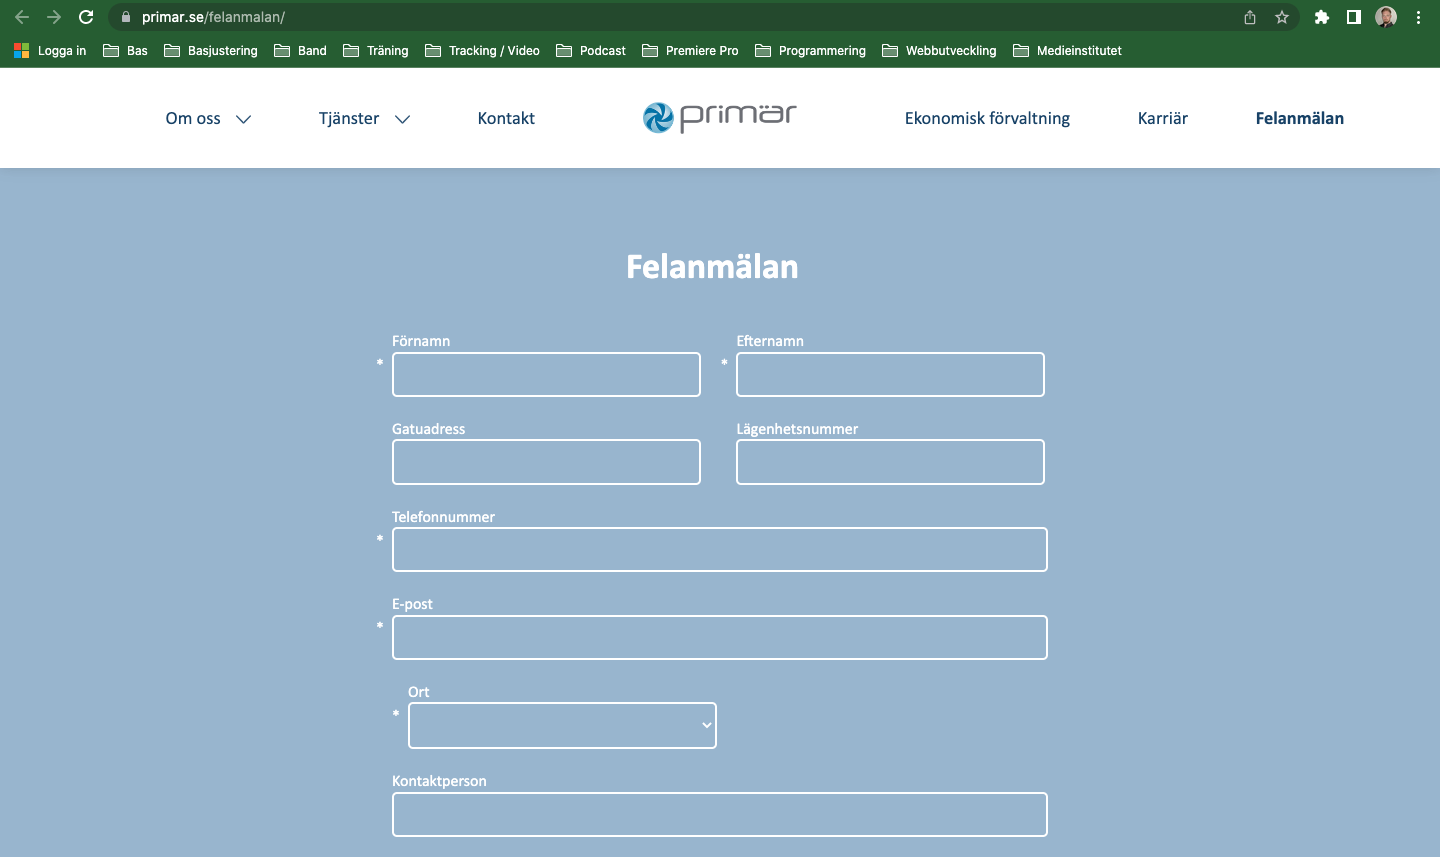 primar.se/felanmalan/
Logga in Bas Basjustering Band Träning Tracking / Video Podcast Premiere Pro Programmering Webbutveckling Medieinstitutet
Om oss Tjänster Kontakt primär Ekonomisk förvaltning Karriär Felanmälan
Felanmälan
Förnamn Efternamn
* *
Gatuadress Lägenhetsnummer
Telefonnummer
*
E-post
*
Ort
*
Kontaktperson